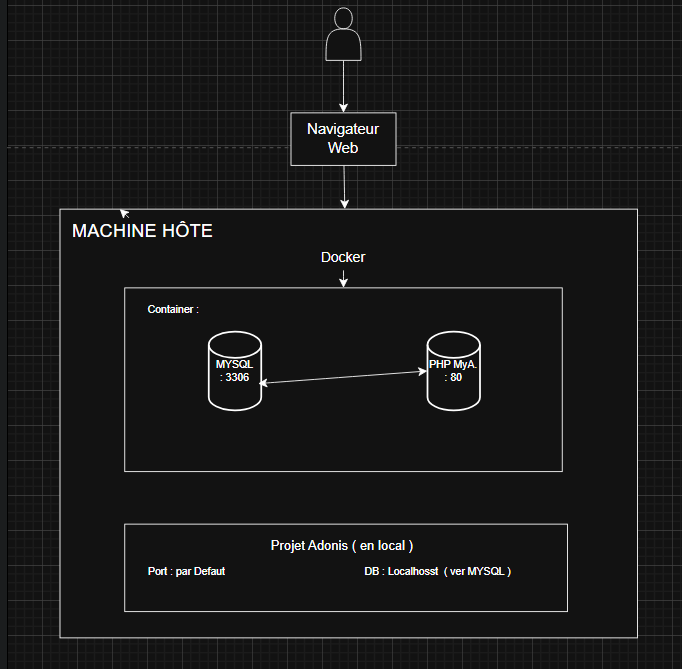 Navigateur
Web
MACHINE HÔTE
Docker
Container :
MYSQL
: 3306
PHP MyA.
: 80
Projet Adonis ( en local )
Port : par Defaut
DB : Localhosst ( ver MYSQL )